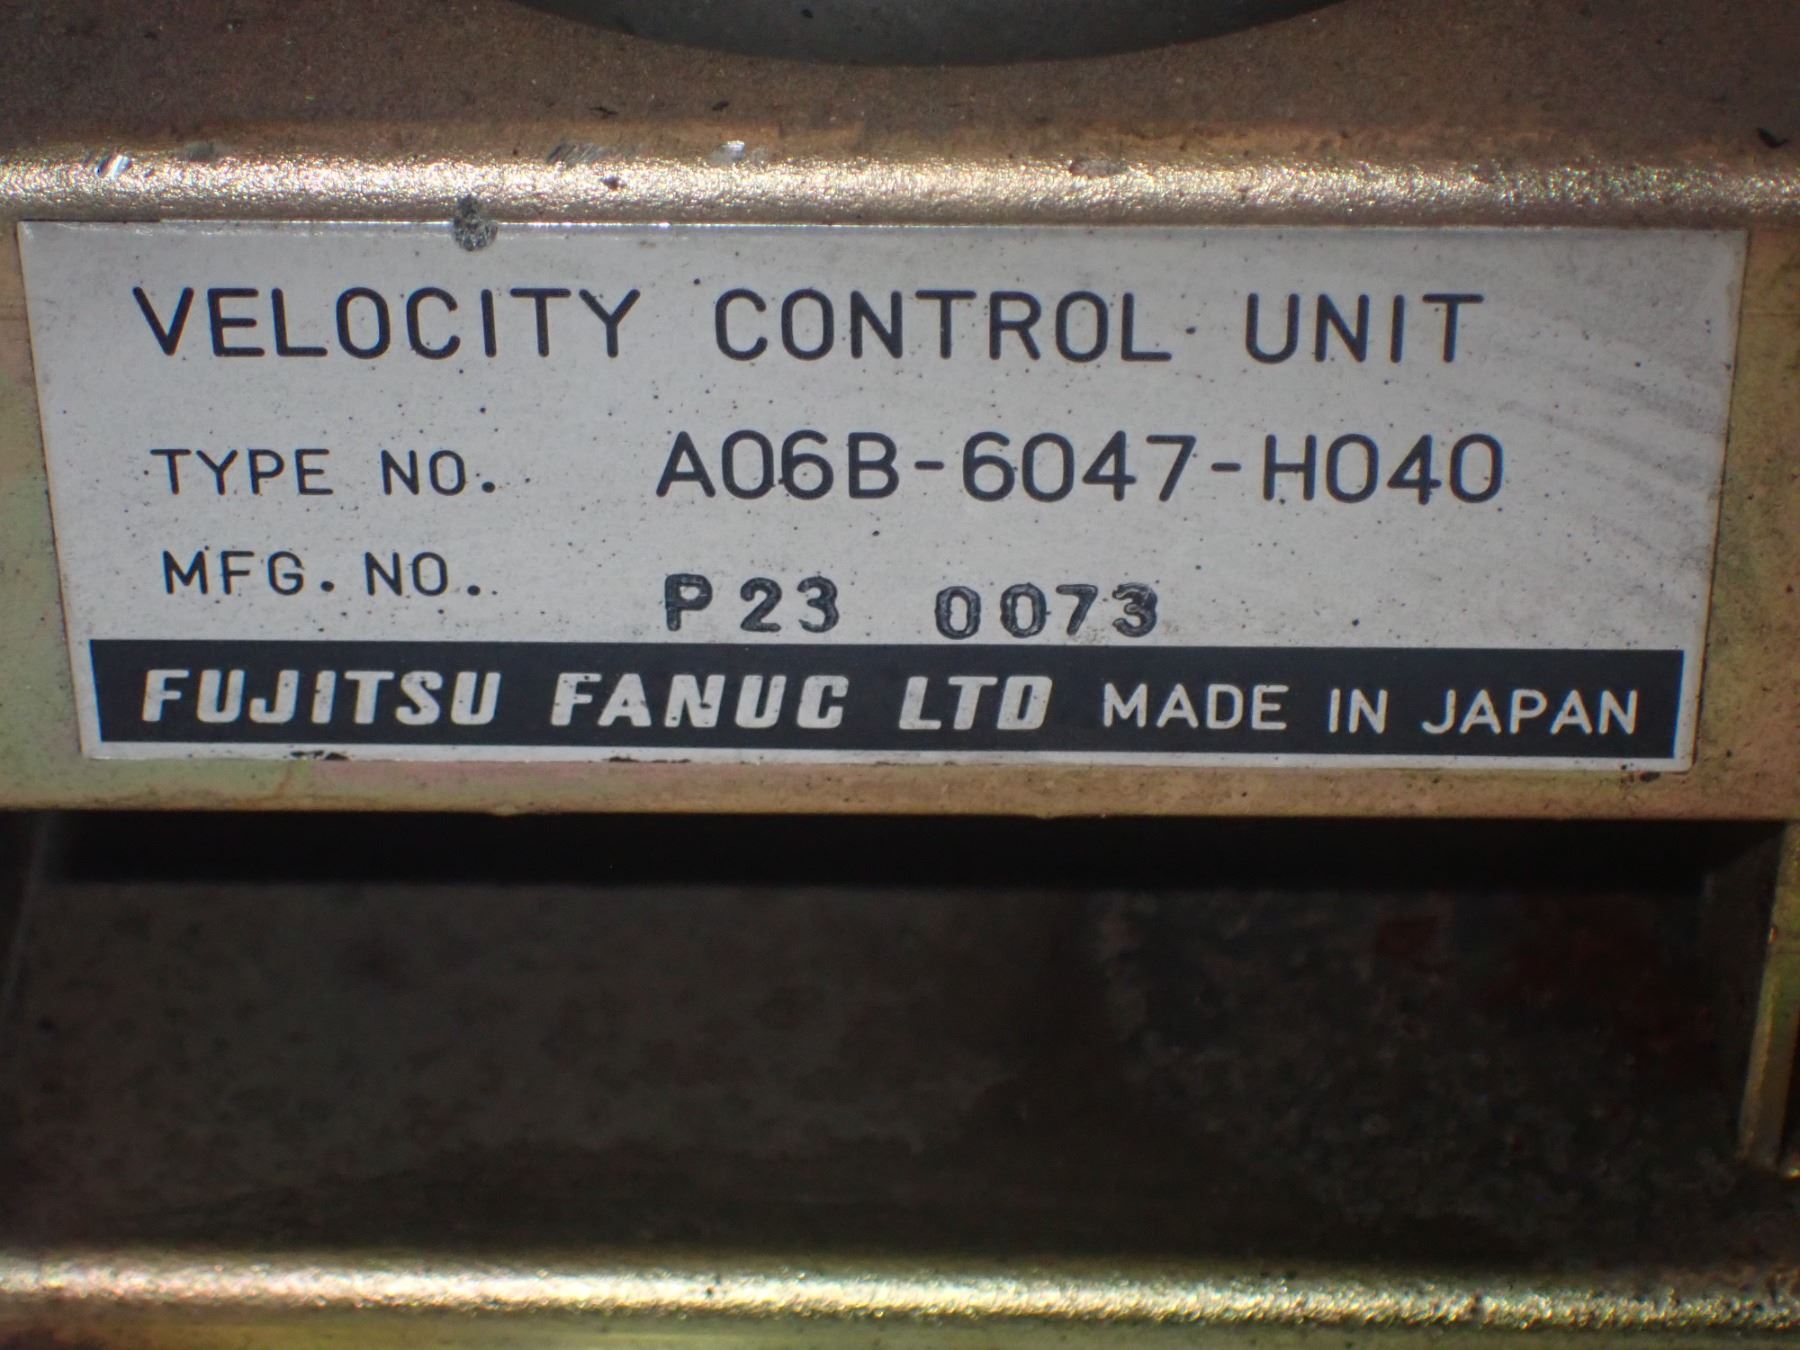 VELOCITY CONTROL UNIT
TYPE NO. A06B-6047-H040
MFG. NO. P23 0073
FUJITSU FANUC LTD MADE IN JAPAN